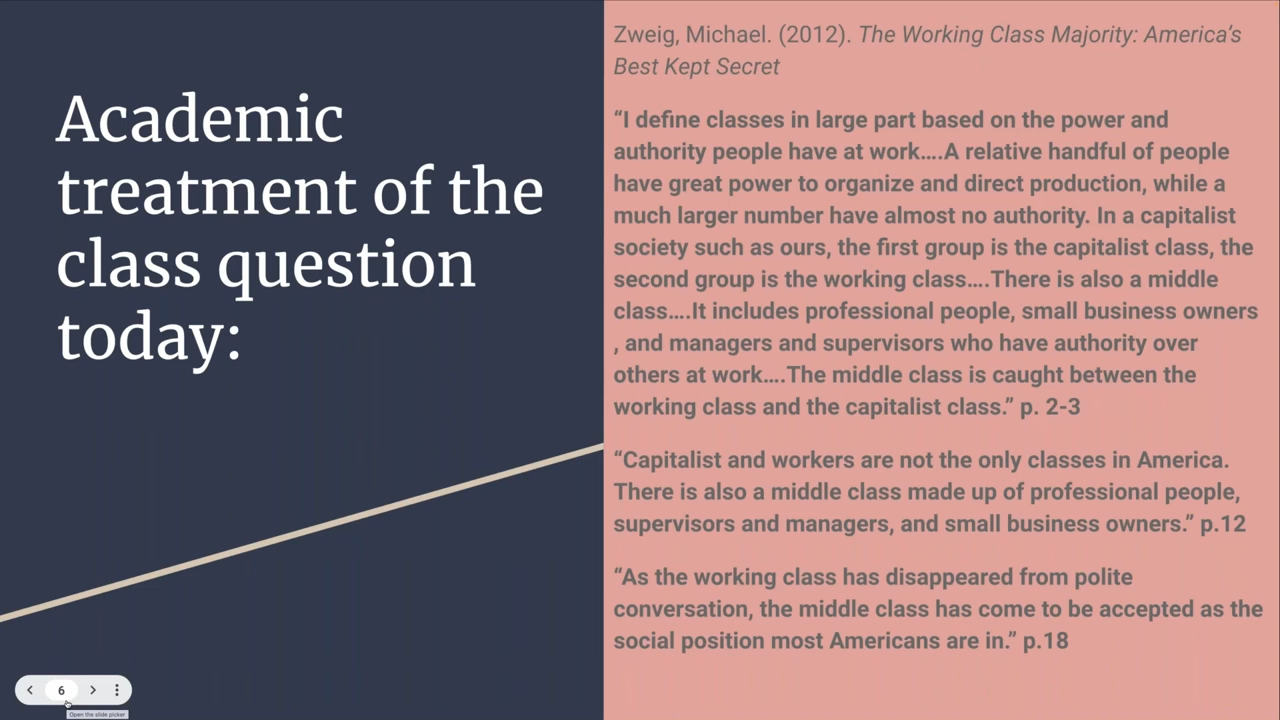 Academic
treatment of the
class question
today:
Zweig, Michael. (2012). The Working Class Majority: America’s
Best Kept Secret
“I define classes in large part based on the power and
authority people have at work….A relative handful of people
have great power to organize and direct production, while a
much larger number have almost no authority. In a capitalist
society such as ours, the first group is the capitalist class, the
second group is the working class….There is also a middle
class….It includes professional people, small business owners
, and managers and supervisors who have authority over
others at work….The middle class is caught between the
working class and the capitalist class.” p. 2-3
“Capitalist and workers are not the only classes in America.
There is also a middle class made up of professional people,
supervisors and managers, and small business owners.” p.12
“As the working class has disappeared from polite
conversation, the middle class has come to be accepted as the
social position most Americans are in.” p.18
6
Open the slide picker